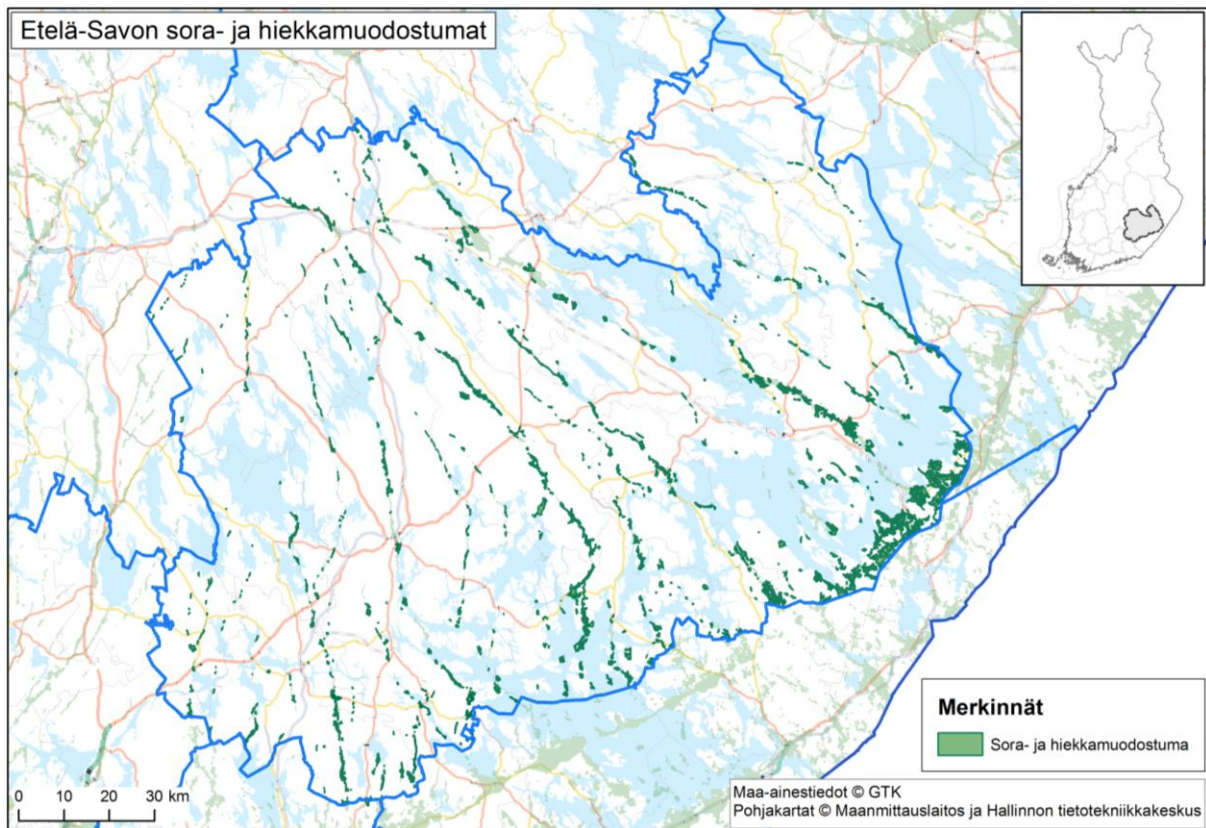 Etelä-Savon sora- ja hiekkamuodostumat
Merkinnät
Sora- ja hiekkamuodostuma
0 10 20 30 km
Maa-ainestiedot © GTK
Pohjakartat © Maanmittauslaitos ja Hallinnon tietotekniikkakeskus